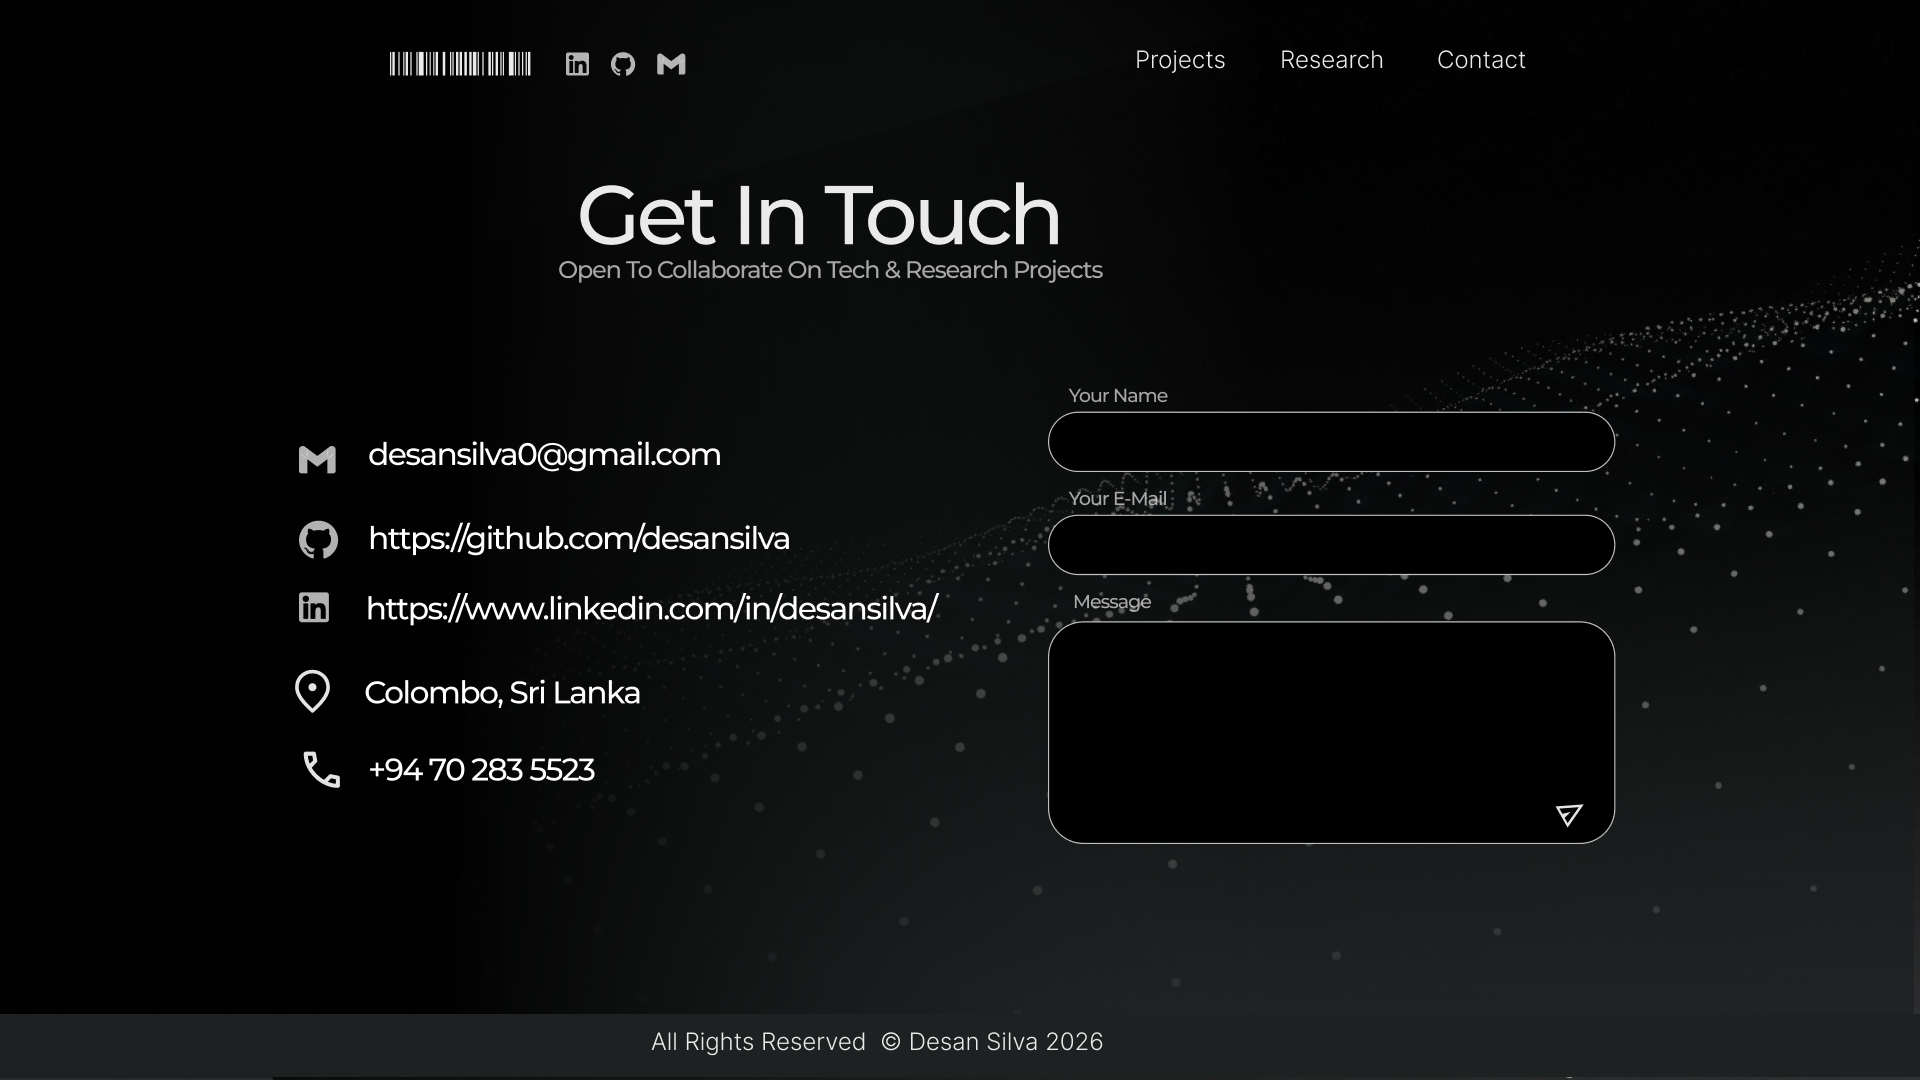 Projects Research Contact
Get In Touch
Open To Collaborate On Tech & Research Projects
desansilva0@gmail.com
https://github.com/desansilva
https://www.linkedin.com/in/desansilva/
Colombo, Sri Lanka
+94 70 283 5523
Your Name
Your E-Mail
Message
All Rights Reserved © Desan Silva 2026